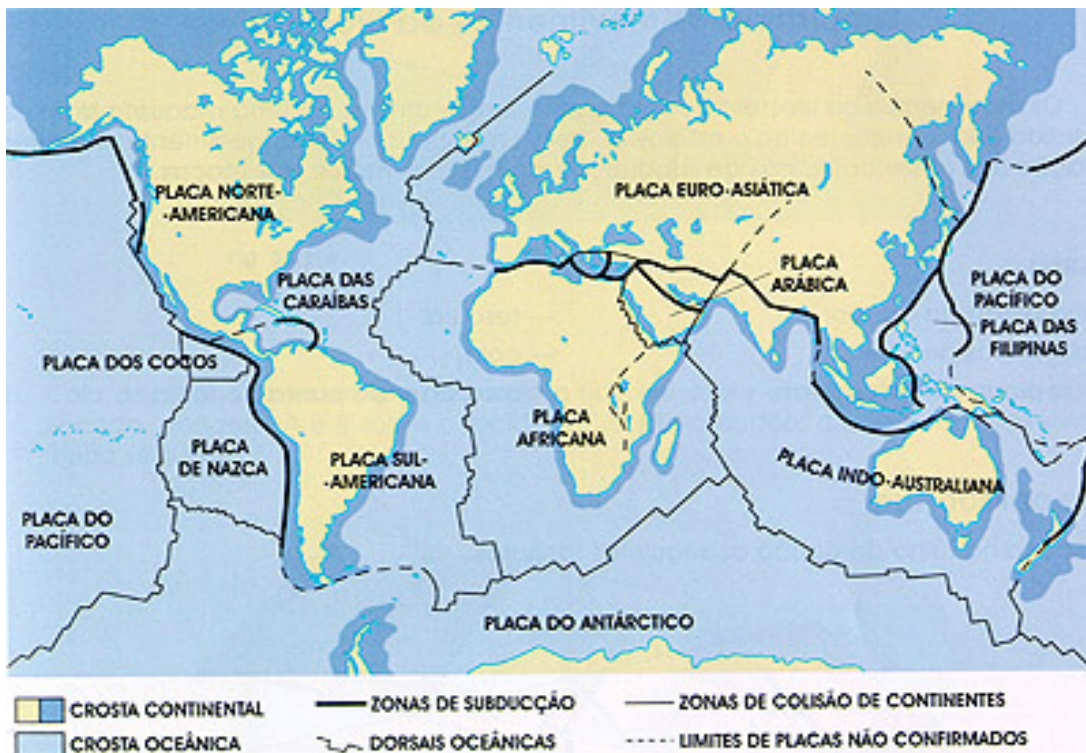 PLACA NORTE-
-AMERICANA
PLACA EURO-ASIÁTICA
PLACA DAS
CARAÍBAS
PLACA
ARÁBICA
PLACA DO
PACÍFICO
PLACA DAS
FILIPINAS
PLACA DOS COCOS
PLACA
DE NAZCA
PLACA SUL-
-AMERICANA
PLACA
AFRICANA
PLACA INDO-AUSTRALIANA
PLACA DO
PACÍFICO
PLACA DO ANTÁRCTICO
CROSTA CONTINENTAL
ZONAS DE SUBDUCÇÃO
ZONAS DE COLISÃO DE CONTINENTES
CROSTA OCEÂNICA
DORSAIS OCEÂNICAS
LIMITES DE PLACAS NÃO CONFIRMADOS